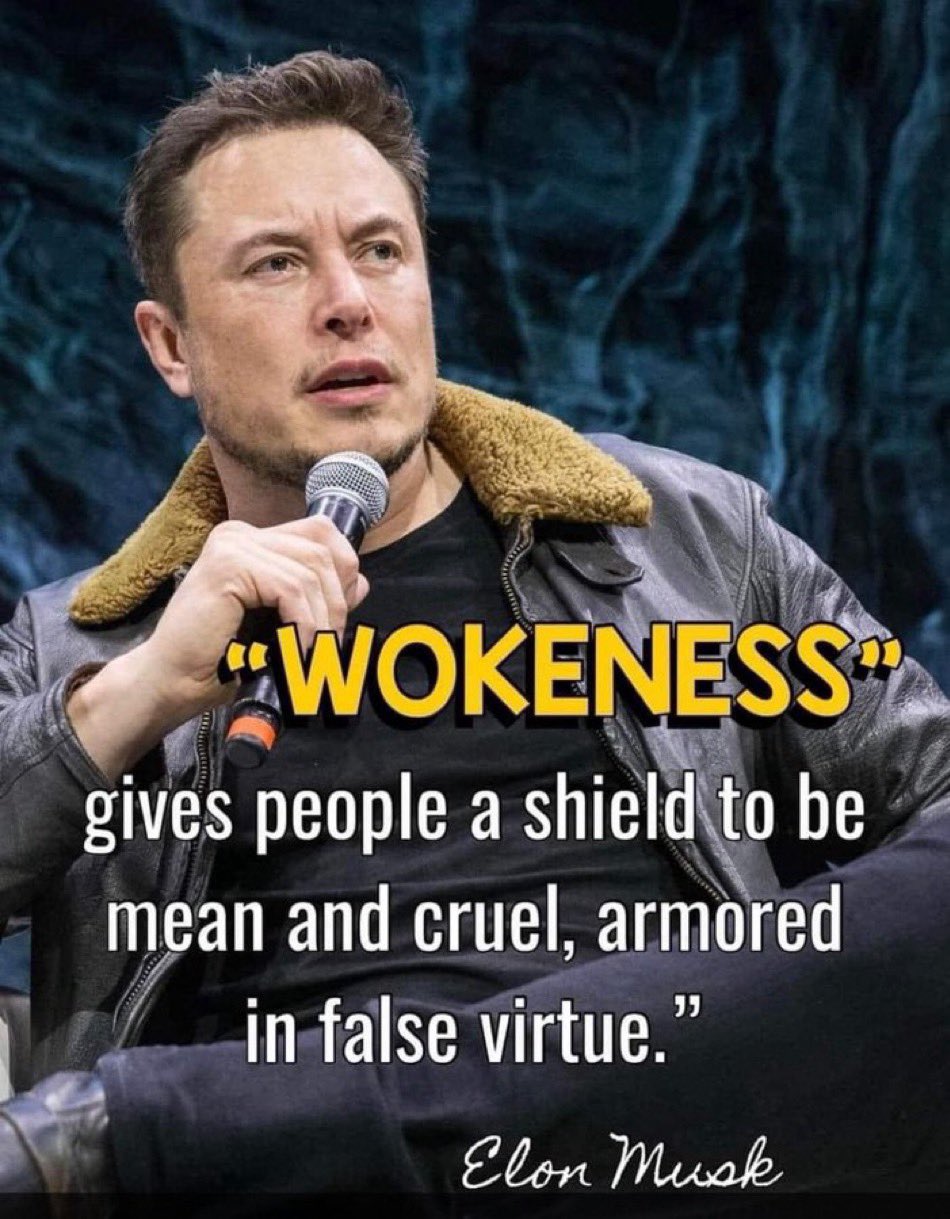 “WOKENESS”
gives people a shield to be
mean and cruel, armored
in false virtue.”
Elon Musk